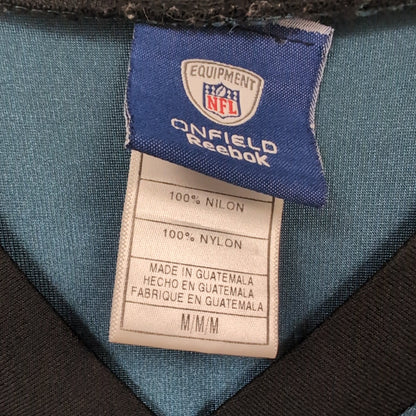 EQUIPMENT
NFL
ONFIELD
Reebok
100% NILON
100% NYLON
MADE IN GUATEMALA
HECHO EN GUATEMALA
FABRIQUE EN GUATEMALA
M/M/M